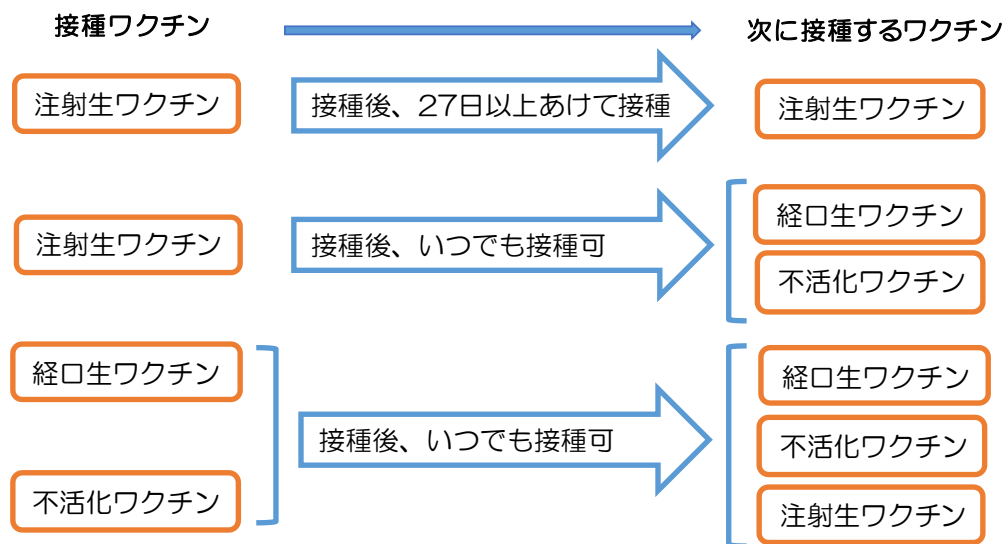 接種ワクチン
次に接種するワクチン
注射生ワクチン
接種後、27日以上あけて接種
注射生ワクチン
注射生ワクチン
接種後、いつでも接種可
経口生ワクチン
不活化ワクチン
経口生ワクチン
不活化ワクチン
接種後、いつでも接種可
経口生ワクチン
不活化ワクチン
注射生ワクチン